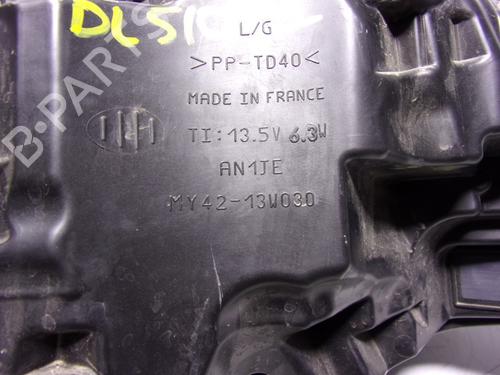 DL51
L/G
>PP-TD40<
MADE IN FRANCE
TI: 13.5V 6.3W
AN1JE
MY42-13W030
B-PARTS